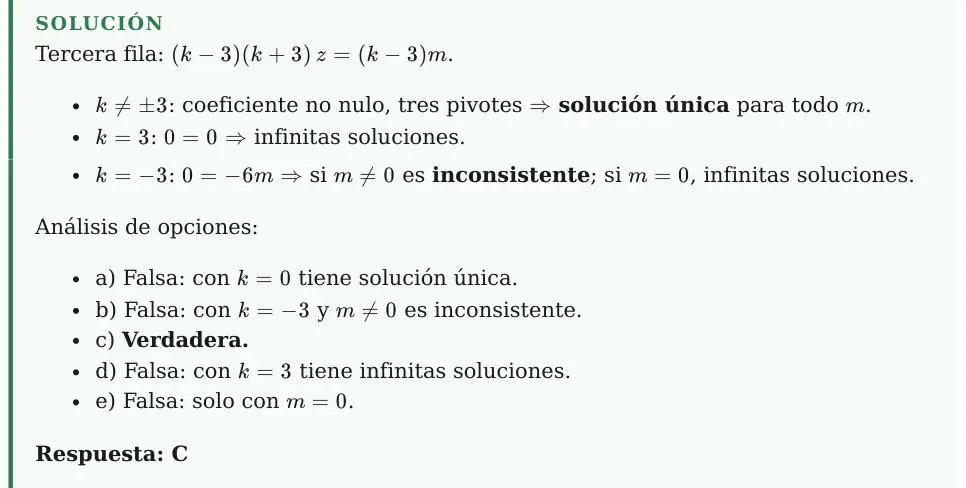 SOLUCIÓN
Tercera fila: (k − 3)(k + 3) z = (k − 3)m.
• k ≠ ±3: coeficiente no nulo, tres pivotes ⇒ solución única para todo m.
• k = 3: 0 = 0 ⇒ infinitas soluciones.
• k = −3: 0 = −6m ⇒ si m ≠ 0 es inconsistente; si m = 0, infinitas soluciones.
Análisis de opciones:
• a) Falsa: con k = 0 tiene solución única.
• b) Falsa: con k = −3 y m ≠ 0 es inconsistente.
• c) Verdadera.
• d) Falsa: con k = 3 tiene infinitas soluciones.
• e) Falsa: solo con m = 0.
Respuesta: C